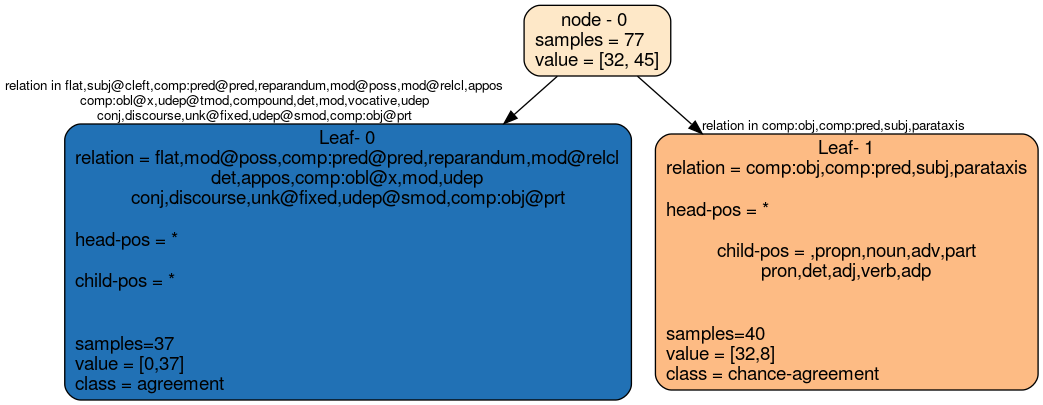 node - 0
samples = 77
value = [32, 45]
relation in flat,subj@cleft,comp:pred@pred,reparandum,mod@poss,mod@relcl,appos
comp:obl@x,udep@tmod,compound,det,mod,vocative,udep
conj,discourse,unk@fixed,udep@smod,comp:obj@prt
Leaf- 0
relation = flat,mod@poss,comp:pred@pred,reparandum,mod@relcl
det,appos,comp:obl@x,mod,udep
conj,discourse,unk@fixed,udep@smod,comp:obj@prt
head-pos = *
child-pos = *
samples=37
value = [0,37]
class = agreement
relation in comp:obj,comp:pred,subj,parataxis
Leaf- 1
relation = comp:obj,comp:pred,subj,parataxis
head-pos = *
child-pos = ,propn,noun,adv,part
pron,det,adj,verb,adp
samples=40
value = [32,8]
class = chance-agreement